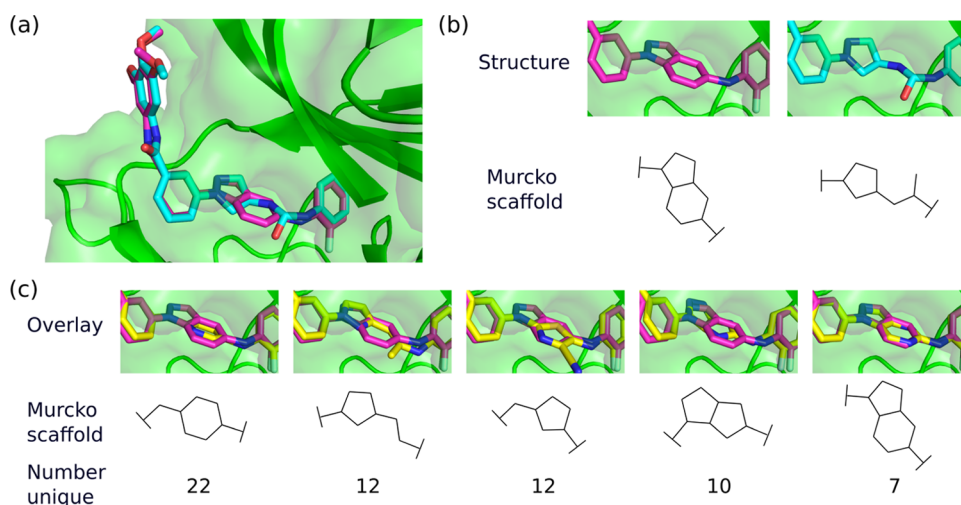 (a)
(b)
Structure
Murcko
scaffold
(c)
Overlay
Murcko
scaffold
Number
unique
22
12
12
10
7